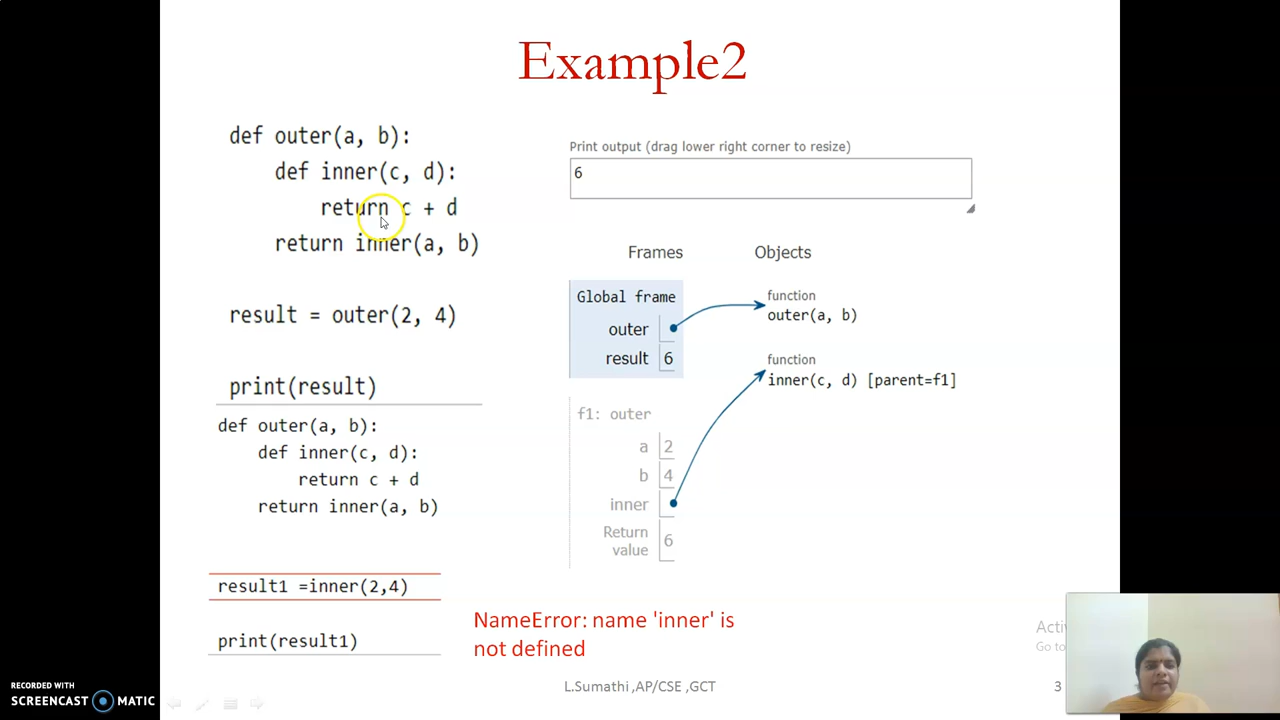 Example2
def outer(a, b):
    def inner(c, d):
        return c + d
    return inner(a, b)
result = outer(2, 4)
print(result)
def outer(a, b):
    def inner(c, d):
        return c + d
    return inner(a, b)
result1 =inner(2,4)
print(result1)
Print output (drag lower right corner to resize)
6
Frames Objects
Global frame
outer
result 6
function
outer(a, b)
function
inner(c, d) [parent=f1]
f1: outer
a 2
b 4
inner
Return
value 6
NameError: name 'inner' is
not defined
L.Sumathi ,AP/CSE ,GCT
3
Go to
RECORDED WITH
SCREENCAST MATIC